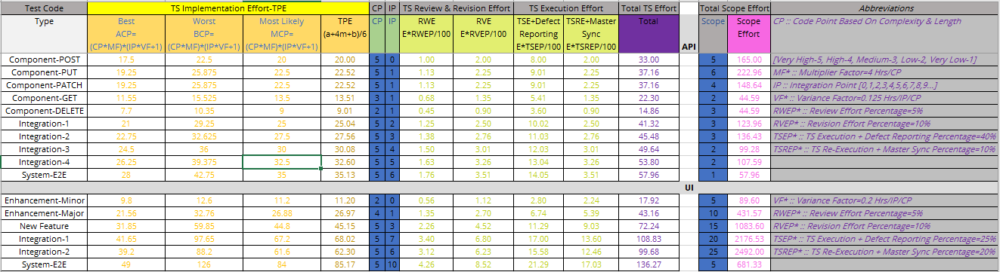 Test Code TS Implementation Effort-TPE CP IP TS Review & Revision Effort TS Execution Effort Total TS Effort Total Scope Effort Abbreviations
Type Best Worst Most Likely TPE CP IP RWE RVE TSE+Defect TSRE+Master Total Scope Scope CP :: Code Point Based On Complexity & Length
ACP= BCP= MCP= (a+4m+b)/6 E*RWEP/100 E*RVEP/100 Reporting Sync Effort
(CP*MF)*(IP*VF+1) (CP*MF)*(IP*VF+1) (CP*MF)*(IP*VF+1) E*TSEP/100 E*TSREP/100 API
Component-POST 17.5 22.5 20 20.00 5 0 1.00 2.00 8.00 2.00 33.00 5 165.00 [Very High-5, High-4, Medium-3, Low-2, Very Low-1]
Component-PUT 19.25 25.875 22.5 22.52 5 1 1.13 2.25 9.01 2.25 37.16 6 222.96 MF* :: Multiplier Factor=4 Hrs/CP
Component-PATCH 19.25 25.875 22.5 22.52 5 1 1.13 2.25 9.01 2.25 37.16 4 148.64 IP :: Integration Point [0,1,2,3,4,5,6,7,8,9...]
Component-GET 11.55 15.525 13.5 13.51 3 1 0.68 1.35 5.41 1.35 22.30 2 44.59 VF* :: Variance Factor=0.125 Hrs/IP/CP
Component-DELETE 7.7 10.35 9 9.01 2 1 0.45 0.90 3.60 0.90 14.86 3 44.59 RWEP* :: Review Effort Percentage=5%
Integration-1 21 29.25 25 25.04 5 2 1.25 2.50 10.02 2.50 41.32 3 123.96 RVEP* :: Revision Effort Percentage=10%
Integration-2 22.75 32.625 27.5 27.56 5 3 1.38 2.76 11.03 2.76 45.48 3 136.43 TSEP* :: TS Execution + Defect Reporting Percentage=40%
Integration-3 24.5 36 30 30.08 5 4 1.50 3.01 12.03 3.01 49.64 2 99.28 TSREP* :: TS Re-Execution + Master Sync Percentage=10%
Integration-4 26.25 39.375 32.5 32.60 5 5 1.63 3.26 13.04 3.26 53.80 2 107.59
System-E2E 28 42.75 35 35.13 5 6 1.76 3.51 14.05 3.51 57.96 1 57.96
UI
Enhancement-Minor 9.8 12.6 11.2 11.20 2 0 0.56 1.12 2.80 2.24 17.92 5 89.60 VF* :: Variance Factor=0.2 Hrs/IP/CP
Enhancement-Major 21.56 32.76 26.88 26.97 4 1 1.35 2.70 6.74 5.39 43.16 10 431.57 RWEP* :: Review Effort Percentage=5%
New Feature 31.85 59.85 44.8 45.15 5 3 2.26 4.52 11.29 9.03 72.24 15 1083.60 RVEP* :: Revision Effort Percentage=10%
Integration-1 41.65 97.65 67.2 68.02 5 7 3.40 6.80 17.00 13.60 108.83 20 2176.53 TSEP* :: TS Execution + Defect Reporting Percentage=25%
Integration-2 39.2 88.2 61.6 62.30 5 6 3.12 6.23 15.58 12.46 99.68 25 2492.00 TSREP* :: TS Re-Execution + Master Sync Percentage=20%
System-E2E 49 126 84 85.17 5 10 4.26 8.52 21.29 17.03 136.27 5 681.33